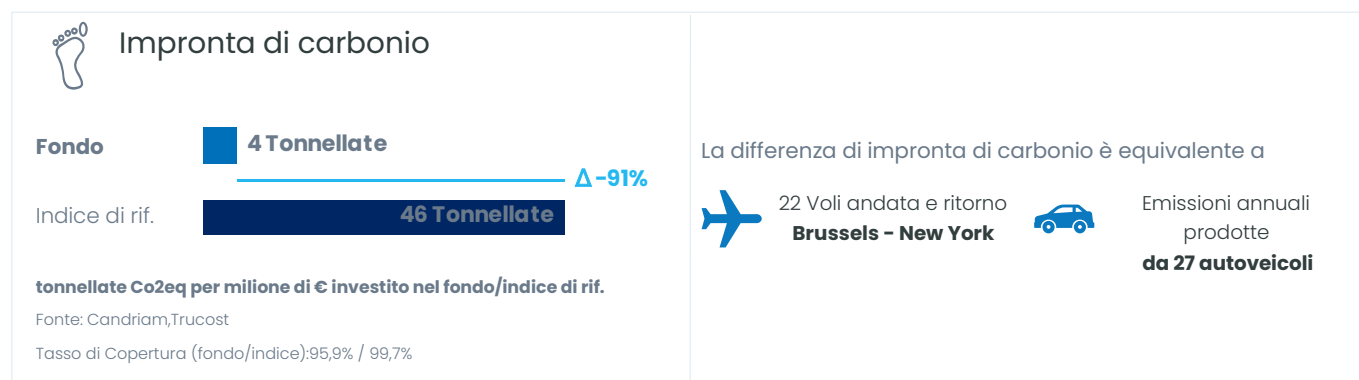 Impronta di carbonio
Fondo
4 Tonnellate
Δ -91%
Indice di rif.
46 Tonnellate
tonnellate Co2eq per milione di € investito nel fondo/indice di rif.
Fonte: Candriam,Trucost
Tasso di Copertura (fondo/indice):95,9% / 99,7%
La differenza di impronta di carbonio è equivalente a
22 Voli andata e ritorno
Brussels - New York
Emissioni annuali
prodotte
da 27 autoveicoli